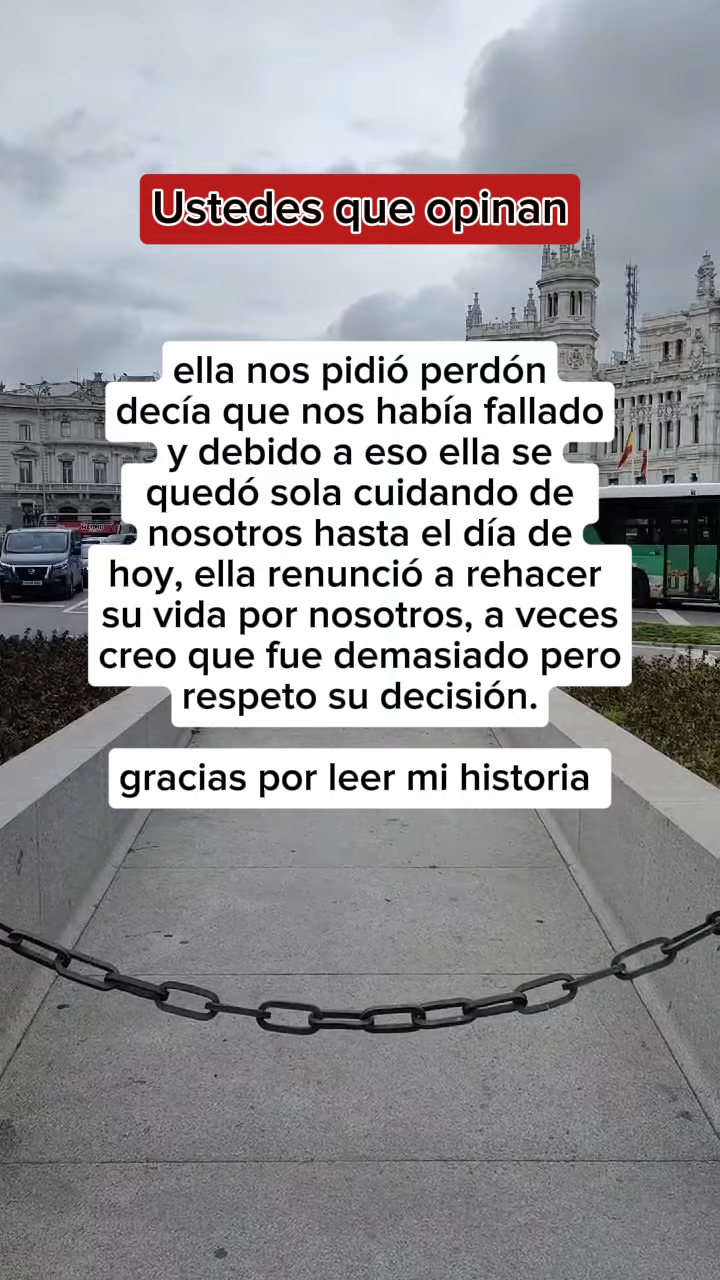 Ustedes que opinan
ella nos pidió perdón
decía que nos había fallado
y debido a eso ella se
quedó sola cuidando de
nosotros hasta el día de
hoy, ella renunció a rehacer
su vida por nosotros, a veces
creo que fue demasiado pero
respeto su decisión.
gracias por leer mi historia